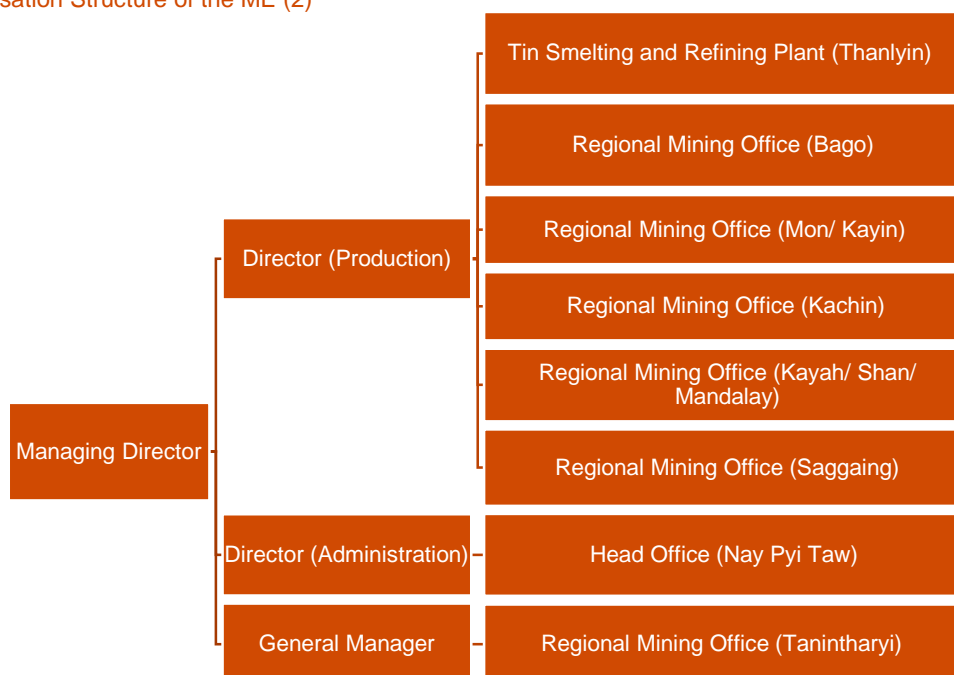 sation Structure of the ME (2)
Tin Smelting and Refining Plant (Thanlyin)
Regional Mining Office (Bago)
Regional Mining Office (Mon/ Kayin)
Director (Production)
Regional Mining Office (Kachin)
Regional Mining Office (Kayah/ Shan/
Mandalay)
Managing Director
Regional Mining Office (Saggaing)
Director (Administration)
Head Office (Nay Pyi Taw)
General Manager
Regional Mining Office (Tanintharyi)